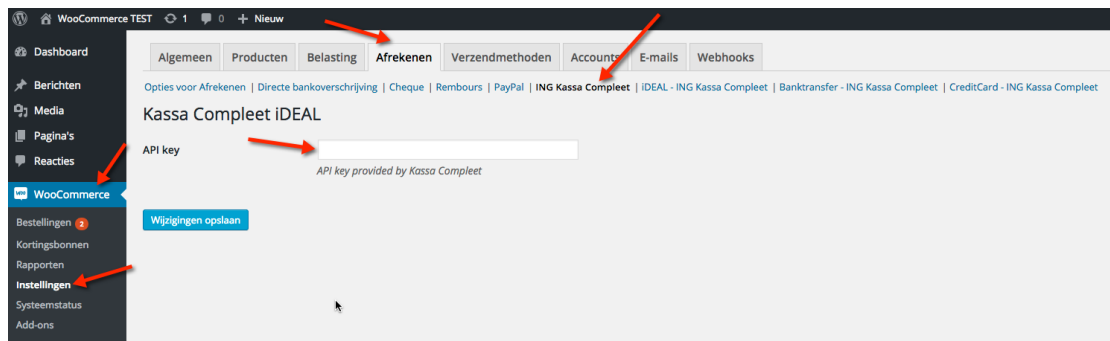 WooCommerce TEST 1 0 + Nieuw
Dashboard
Berichten
Media
Pagina's
Reacties
WooCommerce
Bestellingen 2
Kortingsbonnen
Rapporten
Instellingen
Systeemstatus
Add-ons
Algemeen Producten Belasting Afrekenen Verzendmethoden Accounts E-mails Webhooks
Opties voor Afrekenen | Directe bankoverschrijving | Cheque | Rembours | PayPal | ING Kassa Compleet | iDEAL - ING Kassa Compleet | Banktransfer - ING Kassa Compleet | CreditCard - ING Kassa Compleet
Kassa Compleet iDEAL
API key
API key provided by Kassa Compleet
Wijzigingen opslaan